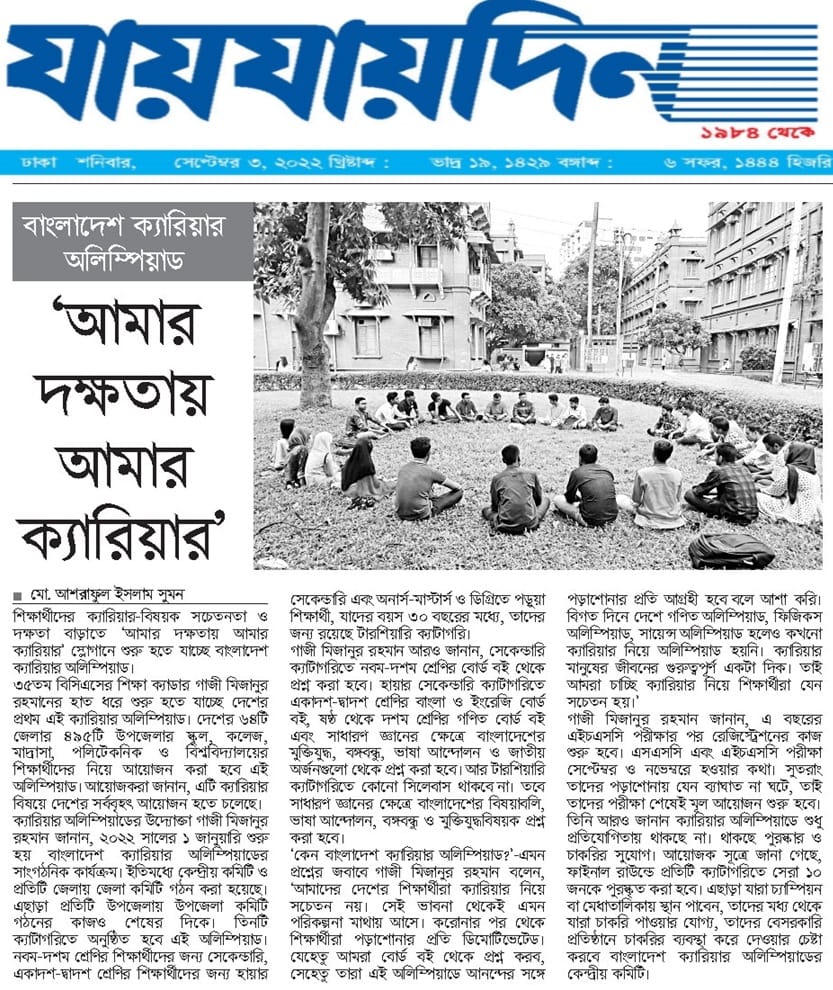 যায়যায়দিন
১৯৮৪ থেকে
ঢাকা শনিবার, সেপ্টেম্বর ৩, ২০২২ খ্রিষ্টাব্দ : ভাদ্র ১৯, ১৪২৯ বঙ্গাব্দ : ৬ সফর, ১৪৪৪ হিজরি
বাংলাদেশ ক্যারিয়ার
অলিম্পিয়াড
‘আমার
দক্ষতায়
আমার
ক্যারিয়ার’
মো. আশরাফুল ইসলাম সুমন
শিক্ষার্থীদের ক্যারিয়ার-বিষয়ক সচেতনতা ও
দক্ষতা বাড়াতে ‘আমার দক্ষতায় আমার
ক্যারিয়ার’ স্লোগানে শুরু হতে যাচ্ছে বাংলাদেশ
ক্যারিয়ার অলিম্পিয়াড।
৩৫তম বিসিএসের শিক্ষা ক্যাডার গাজী মিজানুর
রহমানের হাত ধরে শুরু হতে যাচ্ছে দেশের
প্রথম এই ক্যারিয়ার অলিম্পিয়াড। দেশের ৬৪টি
জেলার ৪৯৫টি উপজেলার স্কুল, কলেজ,
মাদ্রাসা, পলিটেকনিক ও বিশ্ববিদ্যালয়ের
শিক্ষার্থীদের নিয়ে আয়োজন করা হবে এই
অলিম্পিয়াড। আয়োজকরা জানান, এটি ক্যারিয়ার
বিষয়ে দেশের সর্ববৃহৎ আয়োজন হতে চলেছে।
ক্যারিয়ার অলিম্পিয়াডের উদ্যোক্তা গাজী মিজানুর
রহমান জানান, ২০২২ সালের ১ জানুয়ারি শুরু
হয় বাংলাদেশ ক্যারিয়ার অলিম্পিয়াডের
সাংগঠনিক কার্যক্রম। ইতিমধ্যে কেন্দ্রীয় কমিটি ও
প্রতিটি জেলায় জেলা কমিটি গঠন করা হয়েছে।
এছাড়া প্রতিটি উপজেলায় উপজেলা কমিটি
গঠনের কাজও শেষের দিকে। তিনটি
ক্যাটাগরিতে অনুষ্ঠিত হবে এই অলিম্পিয়াড।
নবম-দশম শ্রেণির শিক্ষার্থীদের জন্য সেকেন্ডারি,
একাদশ-দ্বাদশ শ্রেণির শিক্ষার্থীদের জন্য হায়ার
সেকেন্ডারি এবং অনার্স-মাস্টার্স ও ডিগ্রিতে পড়ুয়া
শিক্ষার্থী, যাদের বয়স ৩০ বছরের মধ্যে, তাদের
জন্য রয়েছে টারশিয়ারি ক্যাটাগরি।
গাজী মিজানুর রহমান আরও জানান, সেকেন্ডারি
ক্যাটাগরিতে নবম-দশম শ্রেণির বোর্ড বই থেকে
প্রশ্ন করা হবে। হায়ার সেকেন্ডারি ক্যাটাগরিতে
একাদশ-দ্বাদশ শ্রেণির বাংলা ও ইংরেজি বোর্ড
বই, ষষ্ঠ থেকে দশম শ্রেণির গণিত বোর্ড বই
এবং সাধারণ জ্ঞানের ক্ষেত্রে বাংলাদেশের
মুক্তিযুদ্ধ, বঙ্গবন্ধু, ভাষা আন্দোলন ও জাতীয়
অর্জনগুলো থেকে প্রশ্ন করা হবে। আর টারশিয়ারি
ক্যাটাগরিতে কোনো সিলেবাস থাকবে না। তবে
সাধারণ জ্ঞানের ক্ষেত্রে বাংলাদেশের বিষয়াবলি,
ভাষা আন্দোলন, বঙ্গবন্ধু ও মুক্তিযুদ্ধবিষয়ক প্রশ্ন
করা হবে।
‘কেন বাংলাদেশ ক্যারিয়ার অলিম্পিয়াড?’-এমন
প্রশ্নের জবাবে গাজী মিজানুর রহমান বলেন,
‘আমাদের দেশের শিক্ষার্থীরা ক্যারিয়ার নিয়ে
সচেতন নয়। সেই ভাবনা থেকেই এমন
পরিকল্পনা মাথায় আসে। করোনার পর থেকে
শিক্ষার্থীরা পড়াশোনার প্রতি ডিমোটিভেটেড।
যেহেতু আমরা বোর্ড বই থেকে প্রশ্ন করব,
সেহেতু তারা এই অলিম্পিয়াডে আনন্দের সঙ্গে
পড়াশোনার প্রতি আগ্রহী হবে বলে আশা করি।
বিগত দিনে দেশে গণিত অলিম্পিয়াড, ফিজিকস
অলিম্পিয়াড, সায়েন্স অলিম্পিয়াড হলেও কখনো
ক্যারিয়ার নিয়ে অলিম্পিয়াড হয়নি। ক্যারিয়ার
মানুষের জীবনের গুরুত্বপূর্ণ একটা দিক। তাই
আমরা চাচ্ছি ক্যারিয়ার নিয়ে শিক্ষার্থীরা যেন
সচেতন হয়।’
গাজী মিজানুর রহমান জানান, এ বছরের
এইচএসসি পরীক্ষার পর রেজিস্ট্রেশনের কাজ
শুরু হবে। এসএসসি এবং এইচএসসি পরীক্ষা
সেপ্টেম্বর ও নভেম্বরে হওয়ার কথা। সুতরাং
তাদের পড়াশোনায় যেন ব্যাঘাত না ঘটে, তাই
তাদের পরীক্ষা শেষেই মূল আয়োজন শুরু হবে।
তিনি আরও জানান ক্যারিয়ার অলিম্পিয়াডে শুধু
প্রতিযোগিতায় থাকছে না। থাকছে পুরস্কার ও
চাকরির সুযোগ। আয়োজক সূত্রে জানা গেছে,
ফাইনাল রাউন্ডে প্রতিটি ক্যাটাগরিতে সেরা ১০
জনকে পুরস্কৃত করা হবে। এছাড়া যারা চ্যাম্পিয়ন
বা মেধাতালিকায় স্থান পাবেন, তাদের মধ্য থেকে
যারা চাকরি পাওয়ার যোগ্য, তাদের বেসরকারি
প্রতিষ্ঠানে চাকরির ব্যবস্থা করে দেওয়ার চেষ্টা
করবে বাংলাদেশ ক্যারিয়ার অলিম্পিয়াডের
কেন্দ্রীয় কমিটি।